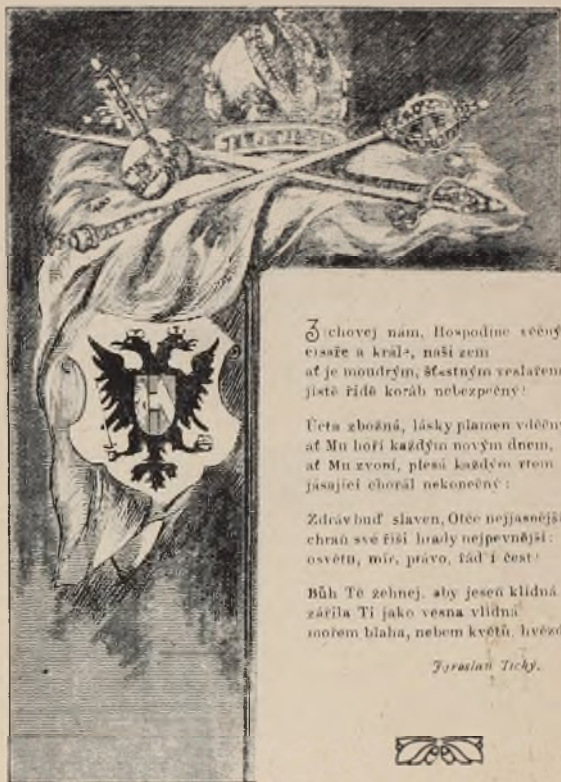 Zachovej nám, Hospodine věčný,
císaře a krále, naší zem
ať je moudrým, šťastným veslařem
jistě řídě koráb nebezpečný!
Úcta zbožná, lásky plamen vděčný
ať Mu hoří každým novým dnem,
ať Mu zvoní, plesá každým rtem
jásající chorál nekonečný:
Zdráv buď slaven, Otče nejjasnější
chraň své říši hrady nejpevnější:
osvětu, mír, právo, řád i čest!
Bůh Tě žehnej, aby jeseň klidná
zářila Ti jako vesna vlídná
mořem blaha, nebem květů, hvězd
Jaroslav Tichý.